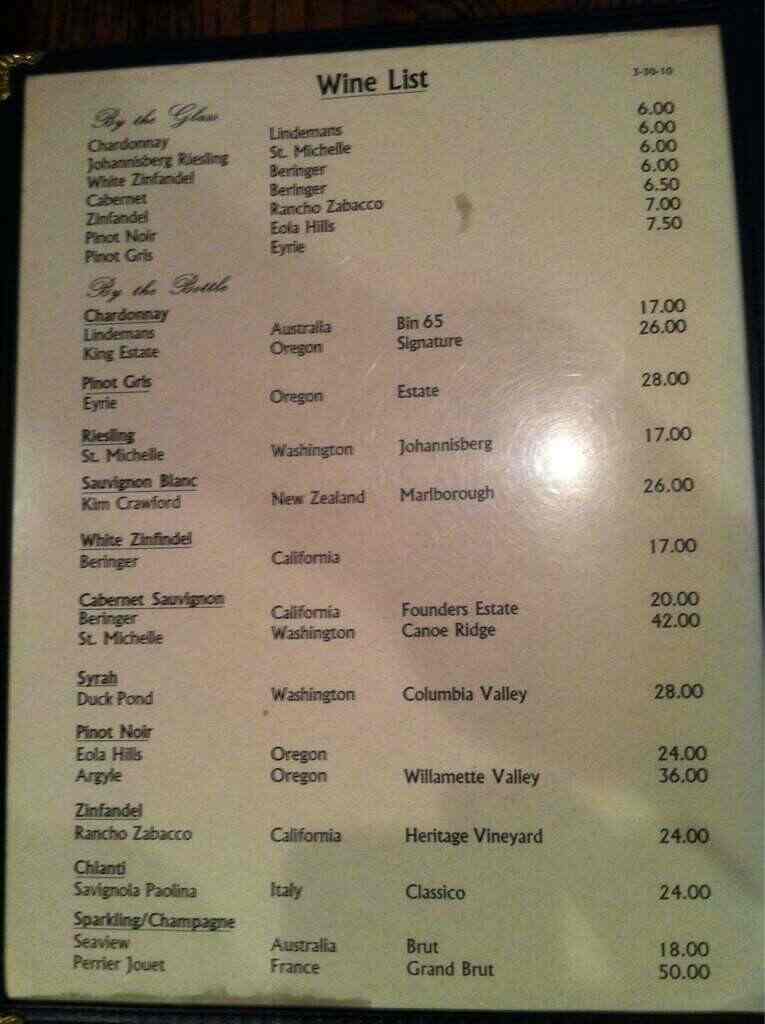 Wine List
3-30-10
By the Glass
Chardonnay Lindemans 6.00
Johannisberg Riesling St. Michelle 6.00
White Zinfandel Beringer 6.00
Cabernet Beringer 6.00
Zinfandel Rancho Zabacco 6.50
Pinot Noir Eola Hills 7.00
Pinot Gris Eyrie 7.50
By the Bottle
Chardonnay
Lindemans Australia Bin 65 17.00
King Estate Oregon Signature 26.00
Pinot Gris
Eyrie Oregon Estate 28.00
Riesling
St. Michelle Washington Johannisberg 17.00
Sauvignon Blanc
Kim Crawford New Zealand Marlborough 26.00
White Zinfindel
Beringer California 17.00
Cabernet Sauvignon
Beringer California Founders Estate 20.00
St. Michelle Washington Canoe Ridge 42.00
Syrah
Duck Pond Washington Columbia Valley 28.00
Pinot Noir
Eola Hills Oregon 24.00
Argyle Oregon Willamette Valley 36.00
Zinfandel
Rancho Zabacco California Heritage Vineyard 24.00
Chianti
Savignola Paolina Italy Classico 24.00
Sparkling/Champagne
Seaview Australia Brut 18.00
Perrier Jouet France Grand Brut 50.00